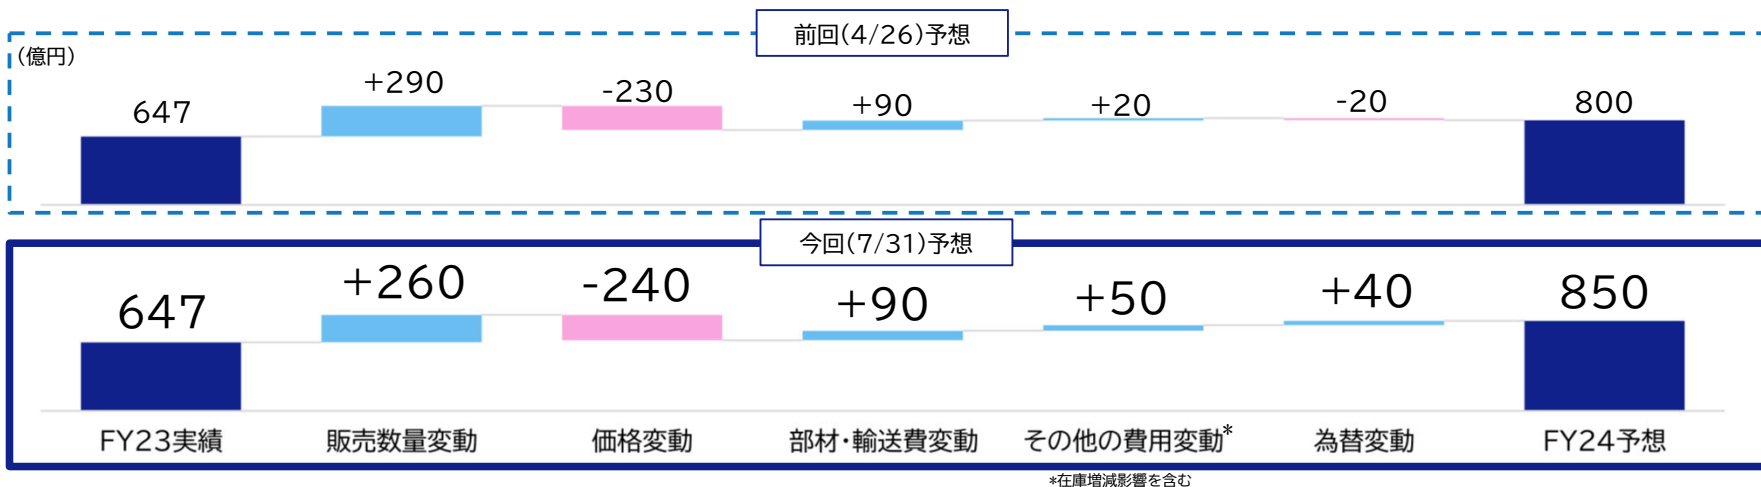 前回(4/26)予想
(億円)
647
+290
-230
+90
+20
-20
800
今回(7/31)予想
647
+260
-240
+90
+50
+40
850
FY23実績
販売数量変動
価格変動
部材・輸送費変動
その他の費用変動*
為替変動
FY24予想
*在庫増減影響を含む